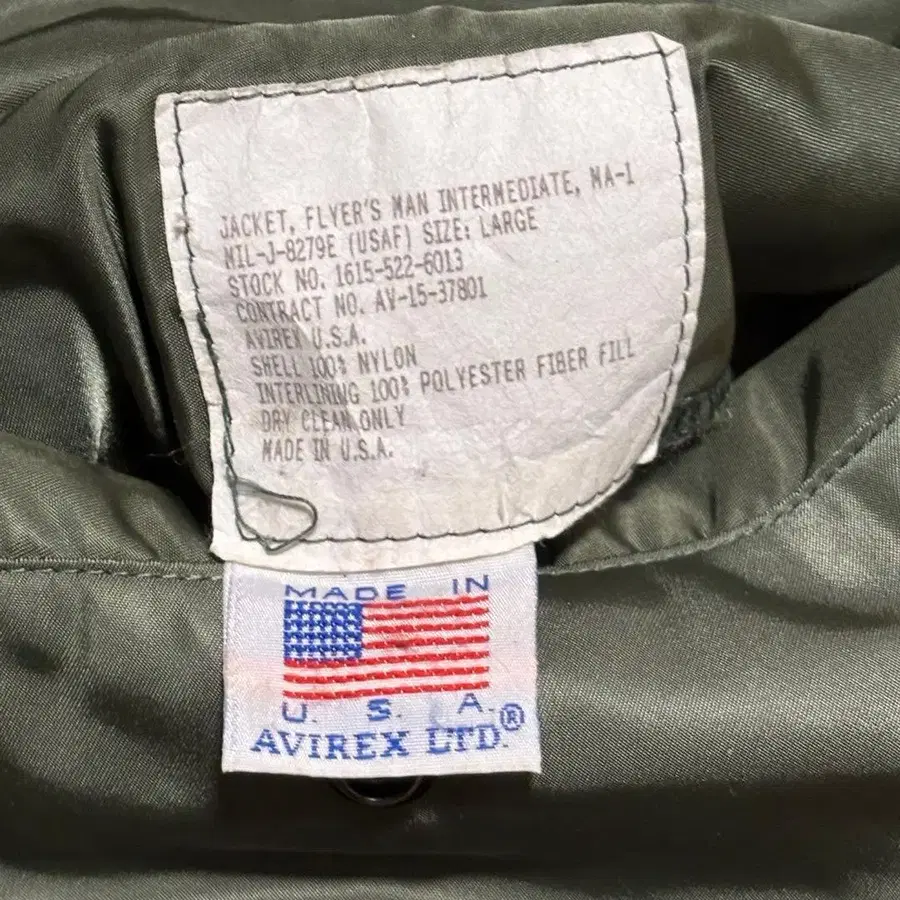 JACKET, FLYER'S MAN INTERMEDIATE, MA-1
MIL-J-8279E (USAF) SIZE: LARGE
STOCK NO. 1615-522-6013
CONTRACT NO. AV-15-37801
AVIREX U.S.A.
SHELL 100% NYLON
INTERLINING 100% POLYESTER FIBER FILL
DRY CLEAN ONLY
MADE IN U.S.A.
MADE IN
U. S. A.
AVIREX LTD.®